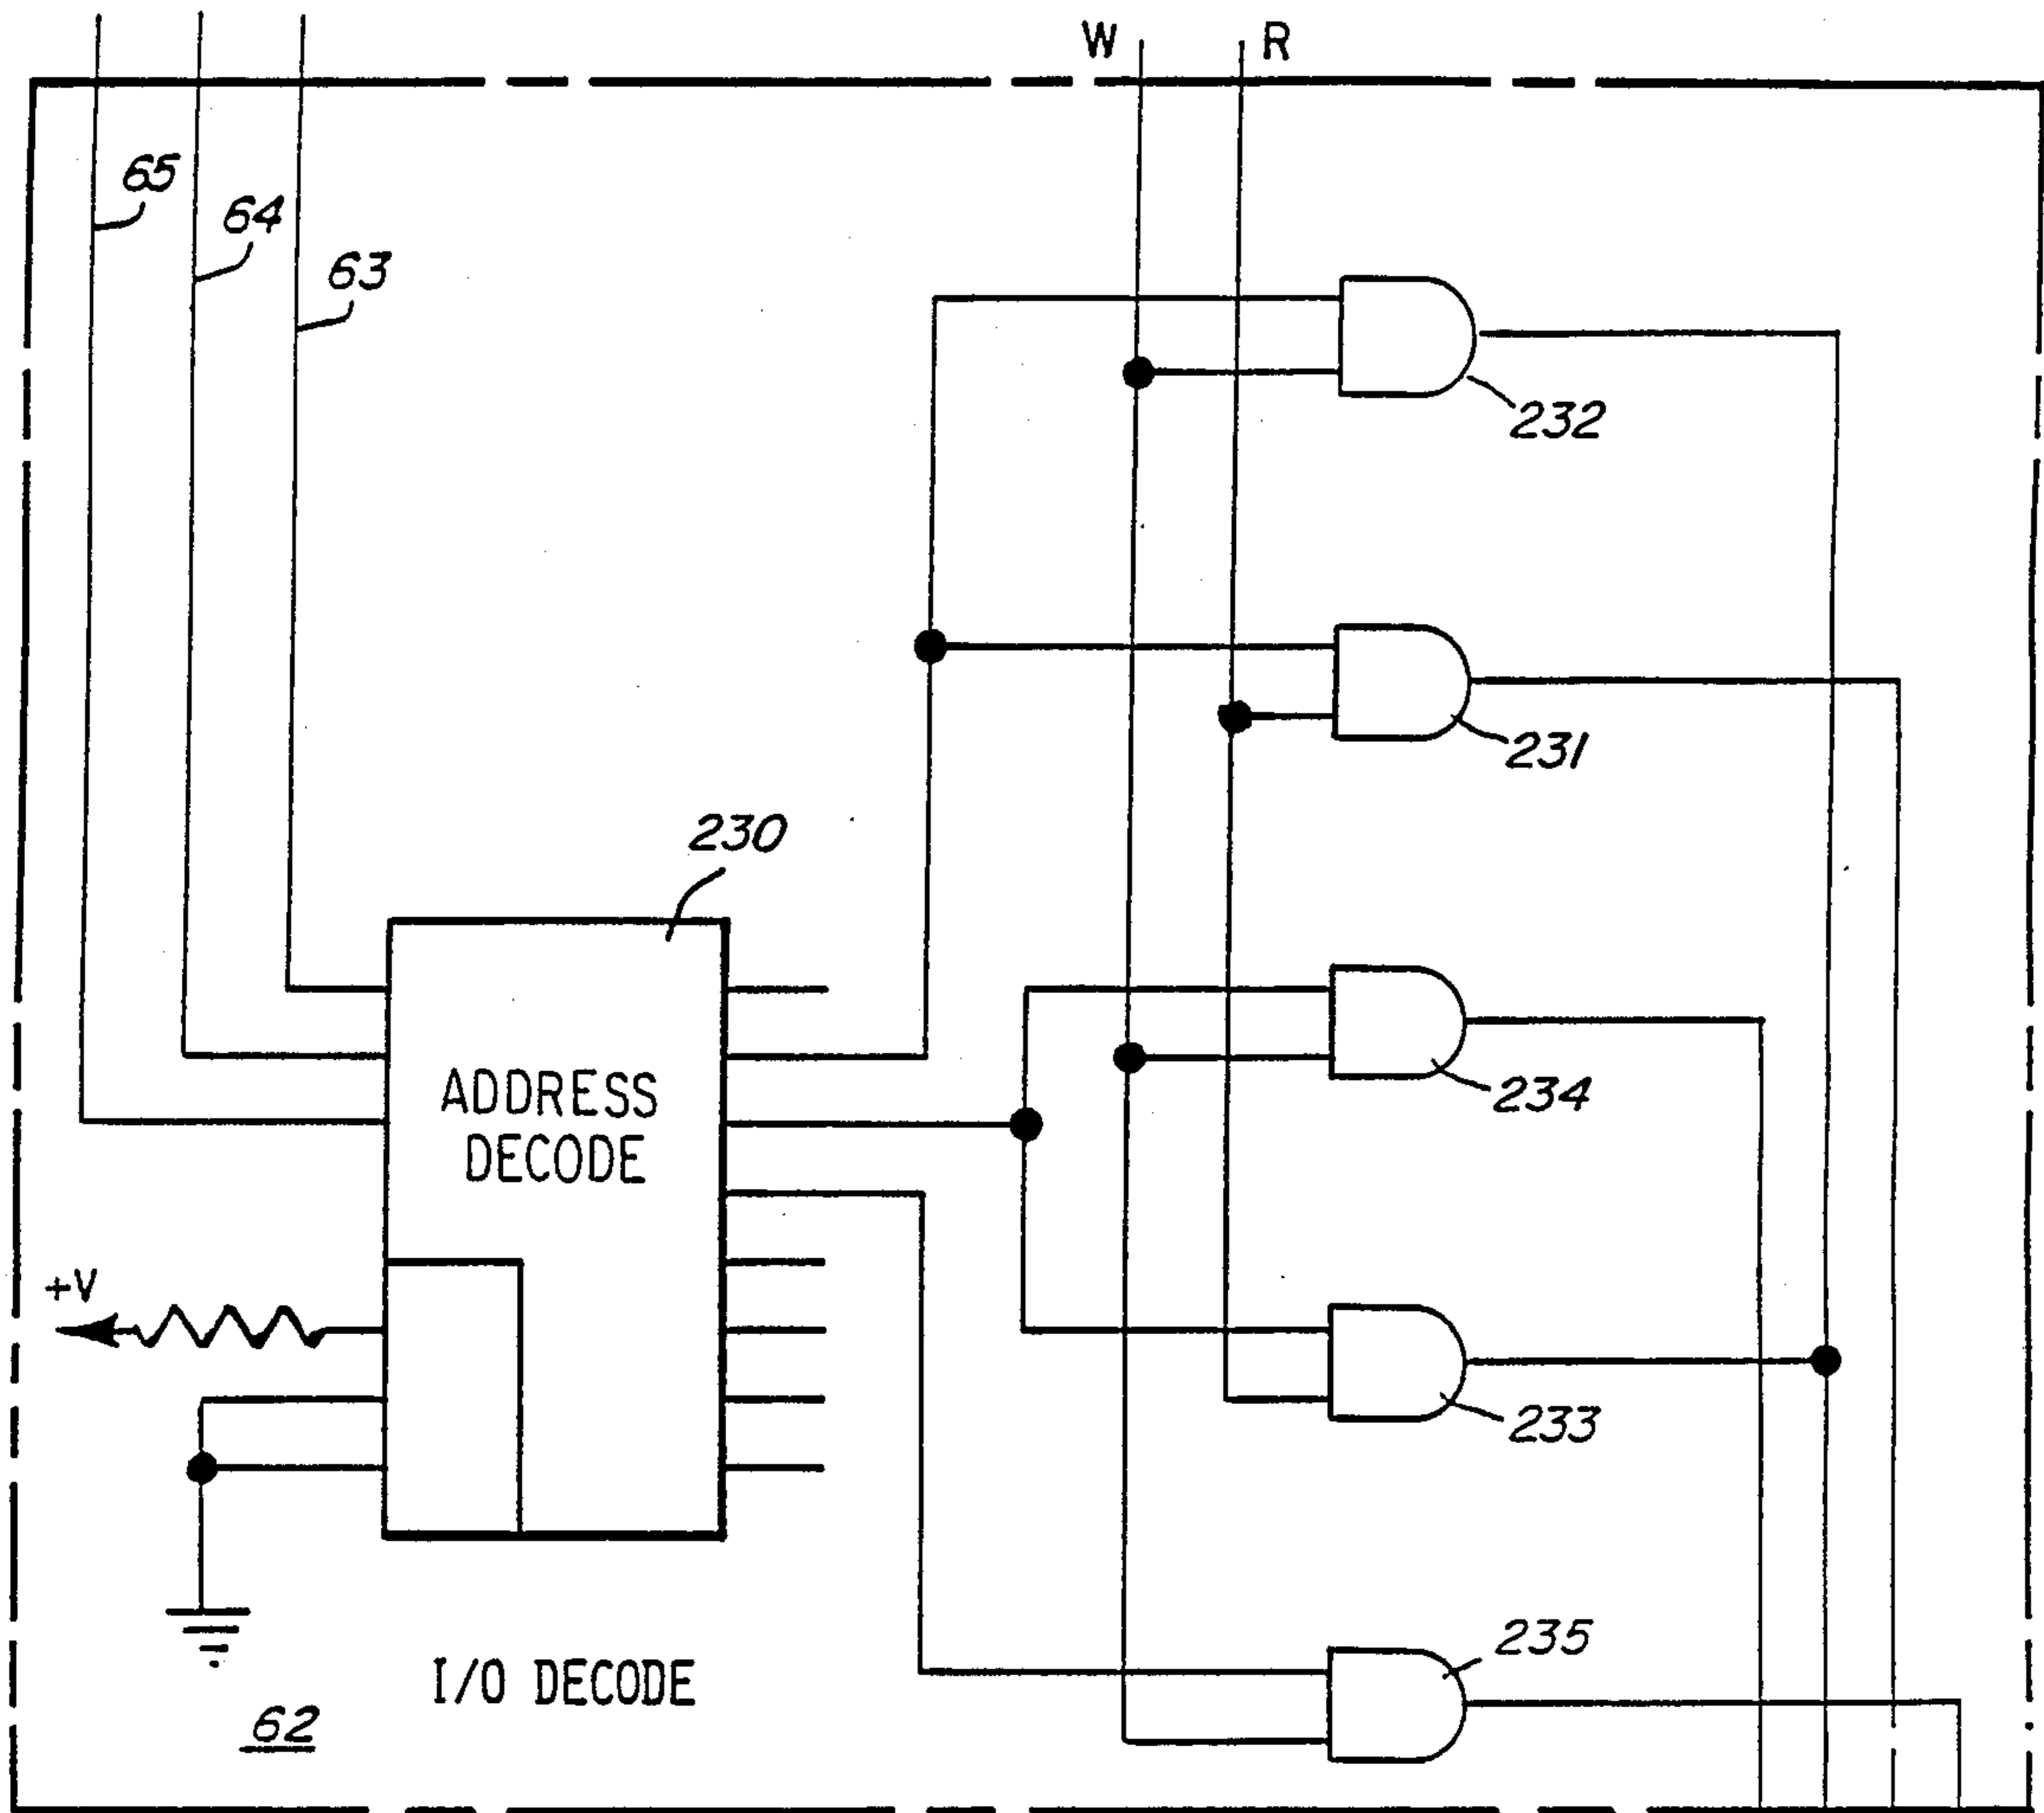 W R
65
64
63
232
231
230
ADDRESS
DECODE
234
+V
233
235
I/O DECODE
62